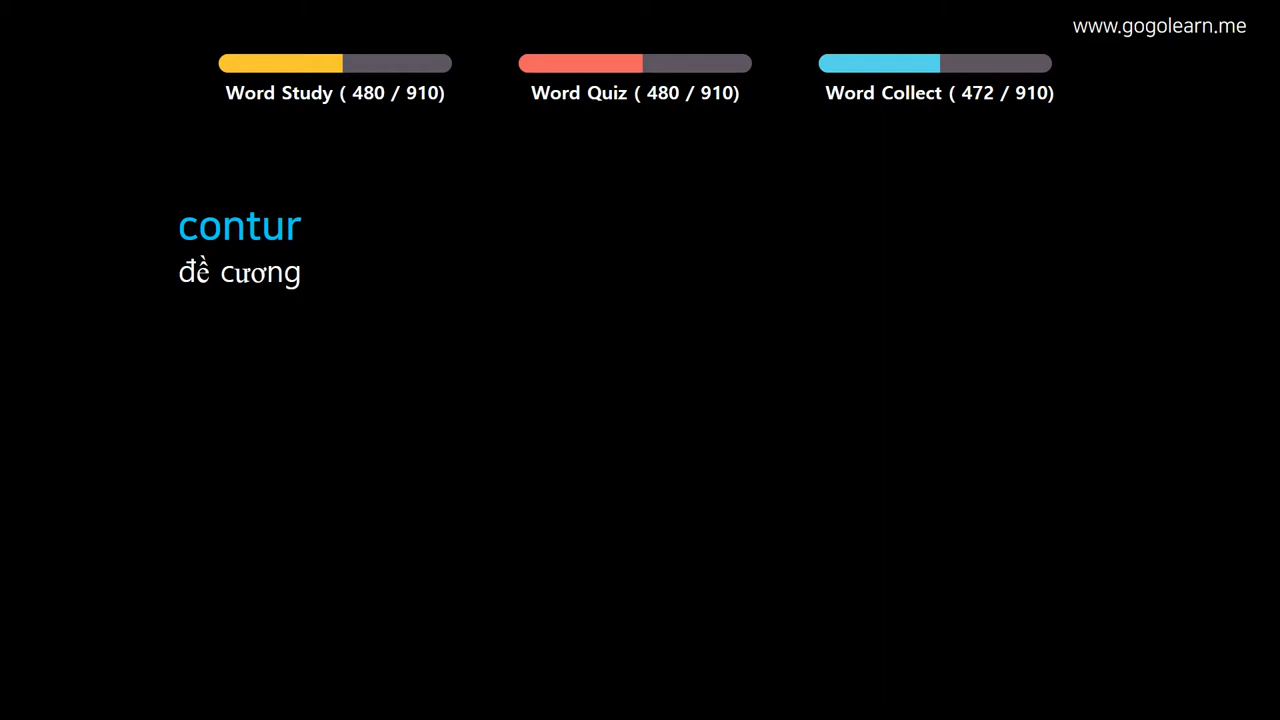 www.gogolearn.me
Word Study ( 480 / 910)
Word Quiz ( 480 / 910)
Word Collect ( 472 / 910)
contur
đề cương